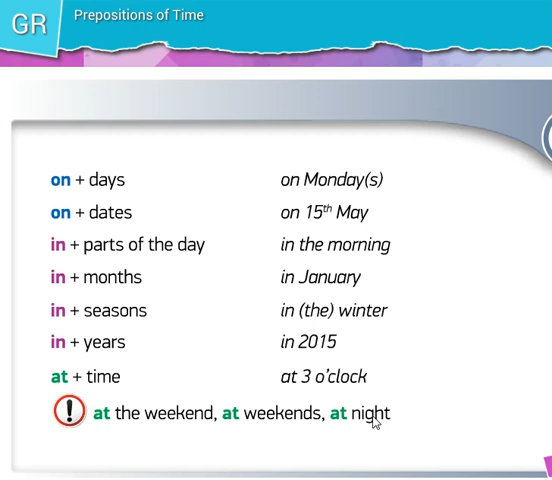 GR
Prepositions of Time
on + days on Monday(s)
on + dates on 15th May
in + parts of the day in the morning
in + months in January
in + seasons in (the) winter
in + years in 2015
at + time at 3 o'clock
! at the weekend, at weekends, at night